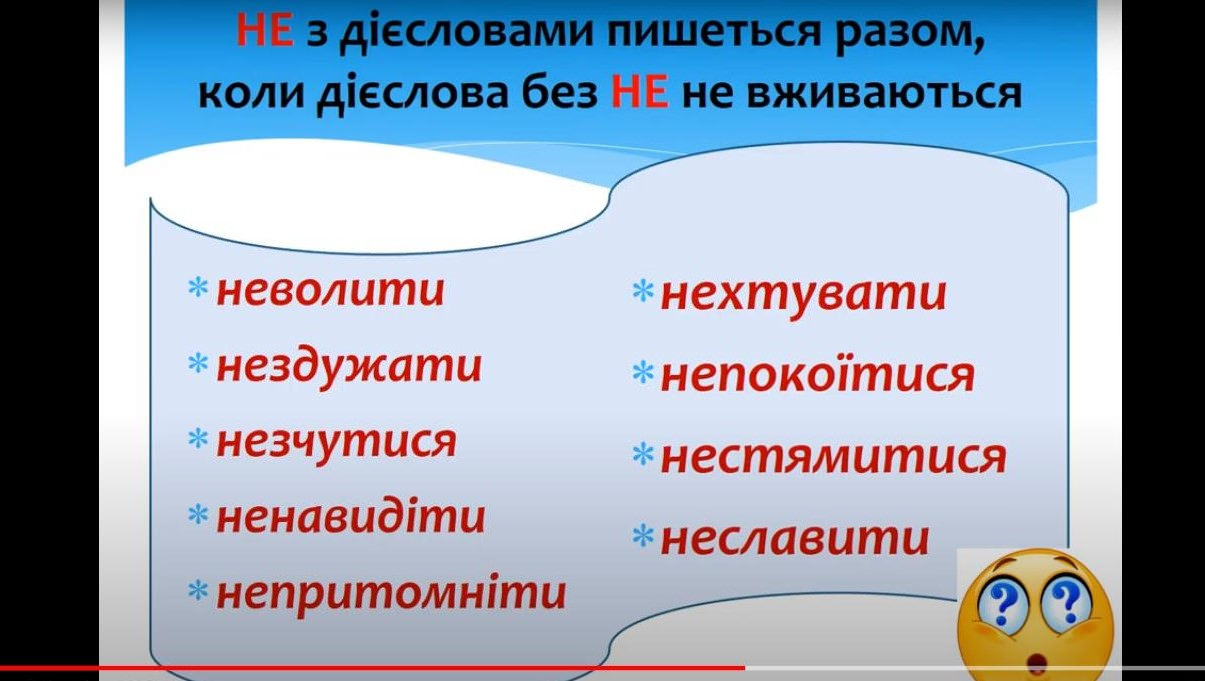 НЕ з дієсловами пишеться разом,
коли дієслова без НЕ не вживаються
*неволити
*нездужати
*незчутися
*ненавидіти
*непритомніти
*нехтувати
*непокоїтися
*нестямитися
*неславити
? ?